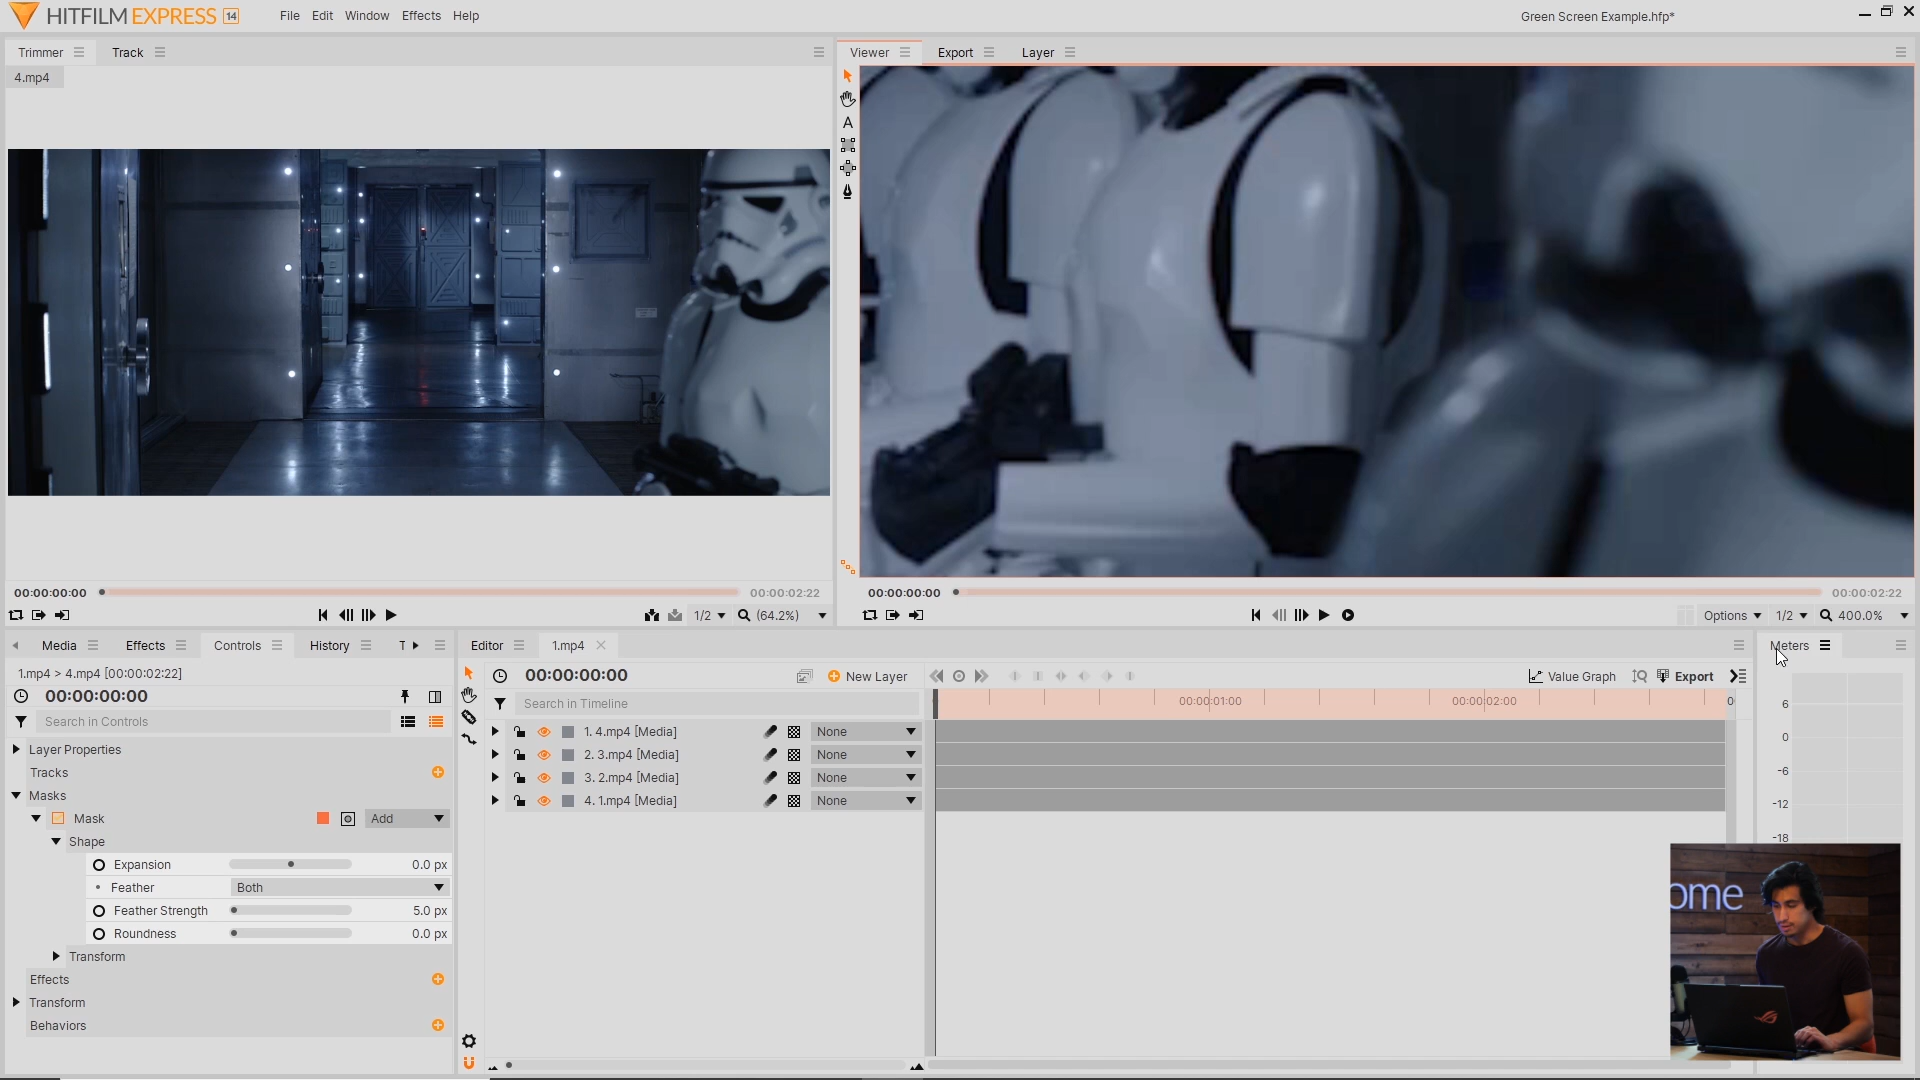 HITFILM EXPRESS 14
File Edit Window Effects Help
Green Screen Example.hfp*
Trimmer
Track
4.mp4
Viewer
Export
Layer
A
00:00:00:00
00:00:02:22
1/2
(64.2%)
00:00:00:00
00:00:02:22
Options
1/2
400.0%
Media
Effects
Controls
History
T
1.mp4 > 4.mp4 [00:00:02:22]
00:00:00:00
Search in Controls
Layer Properties
Tracks
Masks
Mask
Add
Shape
Expansion
0.0 px
Feather
Both
Feather Strength
5.0 px
Roundness
0.0 px
Transform
Effects
Transform
Behaviors
Editor
1.mp4
00:00:00:00
New Layer
Value Graph
Export
Search in Timeline
00:00:01:00
00:00:02:00
0
1. 4.mp4 [Media]
None
2. 3.mp4 [Media]
None
3. 2.mp4 [Media]
None
4. 1.mp4 [Media]
None
Meters
6
0
-6
-12
-18
ome